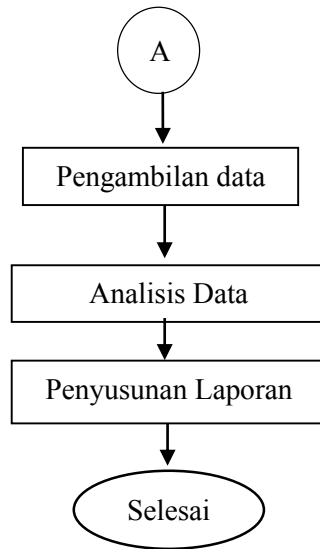 A
Pengambilan data
Analisis Data
Penyusunan Laporan
Selesai